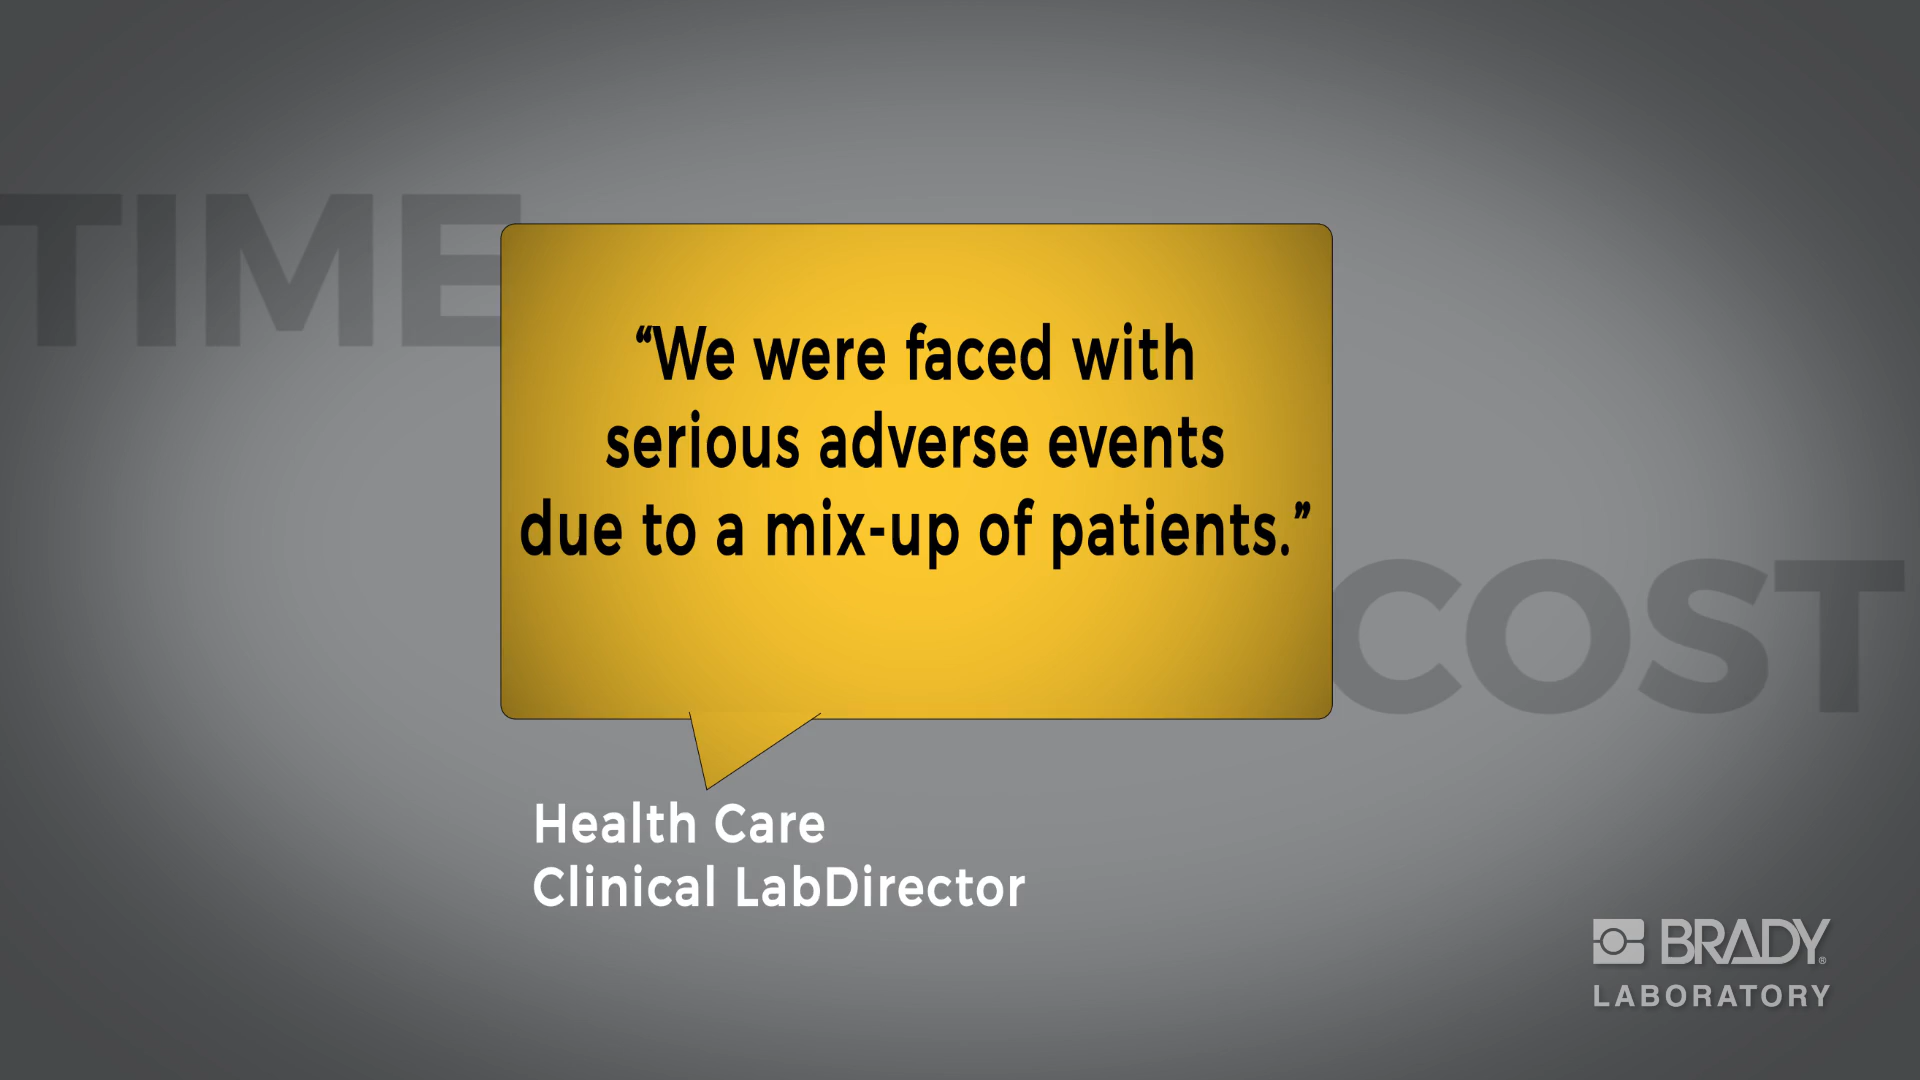 TIME
“We were faced with
serious adverse events
due to a mix-up of patients.”
COST
Health Care
Clinical LabDirector
BRADY®
LABORATORY